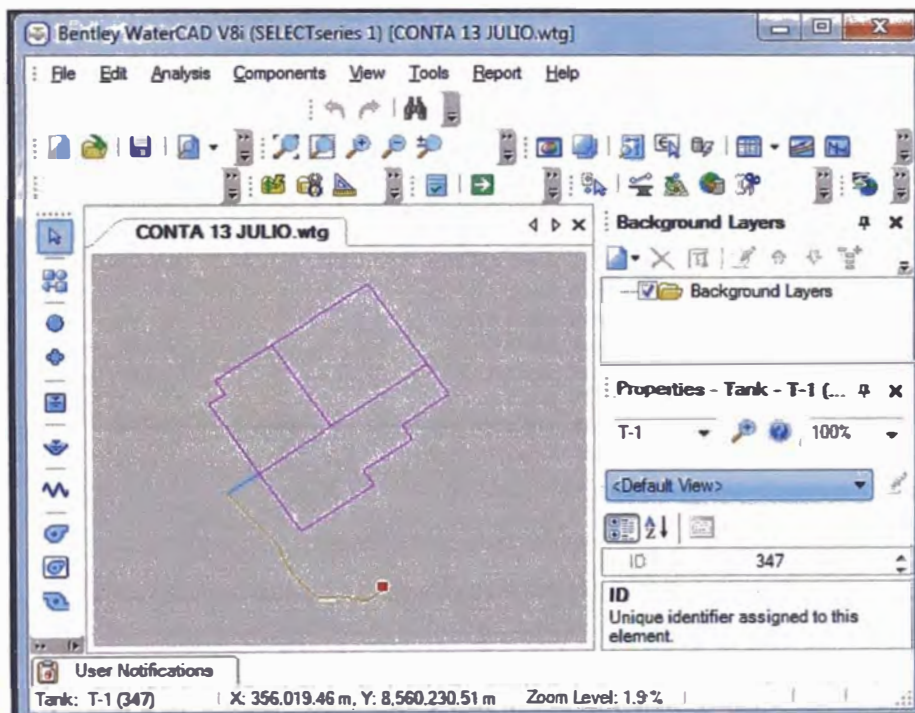 Bentley WaterCAD V8i (SELECTseries 1) [CONTA 13 JULIO.wtg]
File Edit Analysis Components View Tools Report Help
CONTA 13 JULIO.wtg
Background Layers
Background Layers
Properties - Tank - T-1 (...
T-1 100%
<Default View>
ID 347
ID
Unique identifier assigned to this
element.
User Notifications
Tank: T-1 (347) X: 356,019.46 m, Y: 8,560,230.51 m Zoom Level: 1.9 %